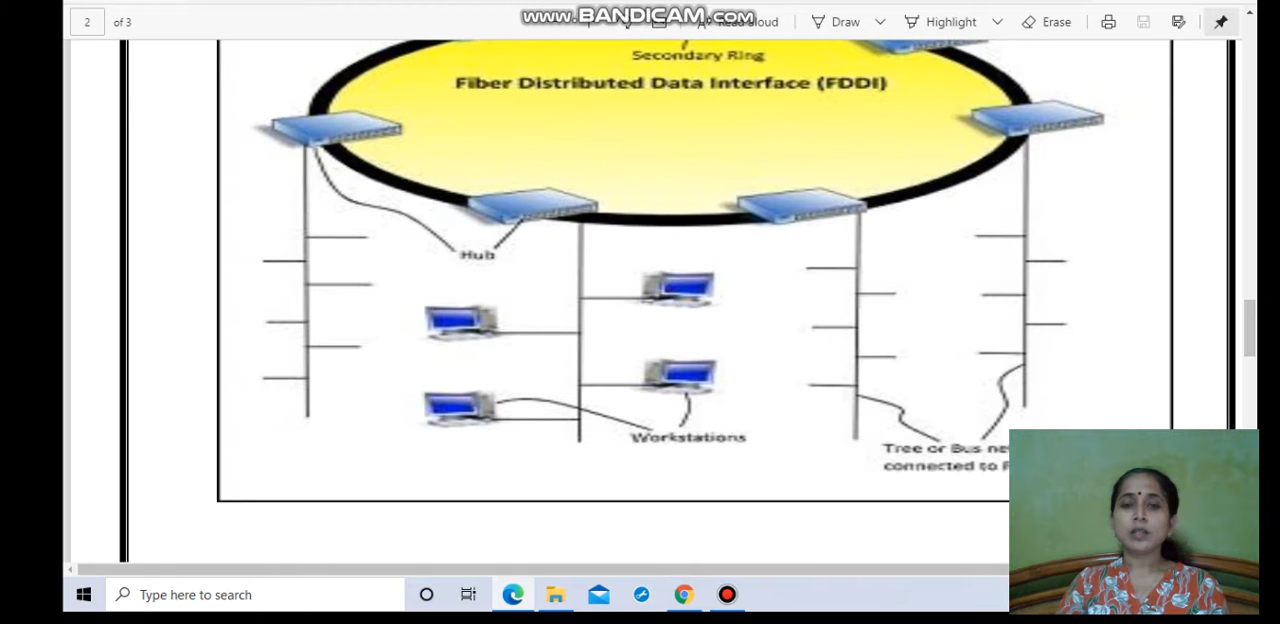 2 of 3
www.BANDICAM.com
Draw
Highlight
Erase
Secondary Ring
Fiber Distributed Data Interface (FDDI)
Hub
Workstations
Tree or Bus
connected to
Type here to search